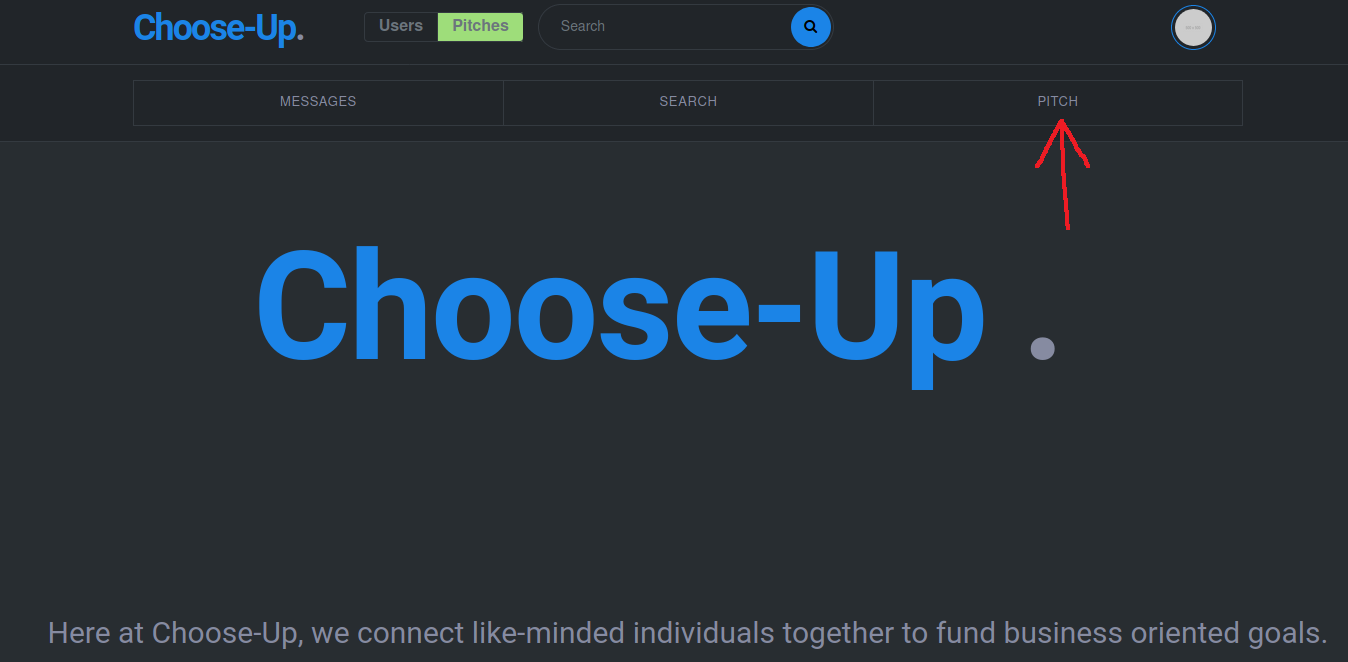 Choose-Up.
Users Pitches Search
MESSAGES SEARCH PITCH
Choose-Up .
Here at Choose-Up, we connect like-minded individuals together to fund business oriented goals.